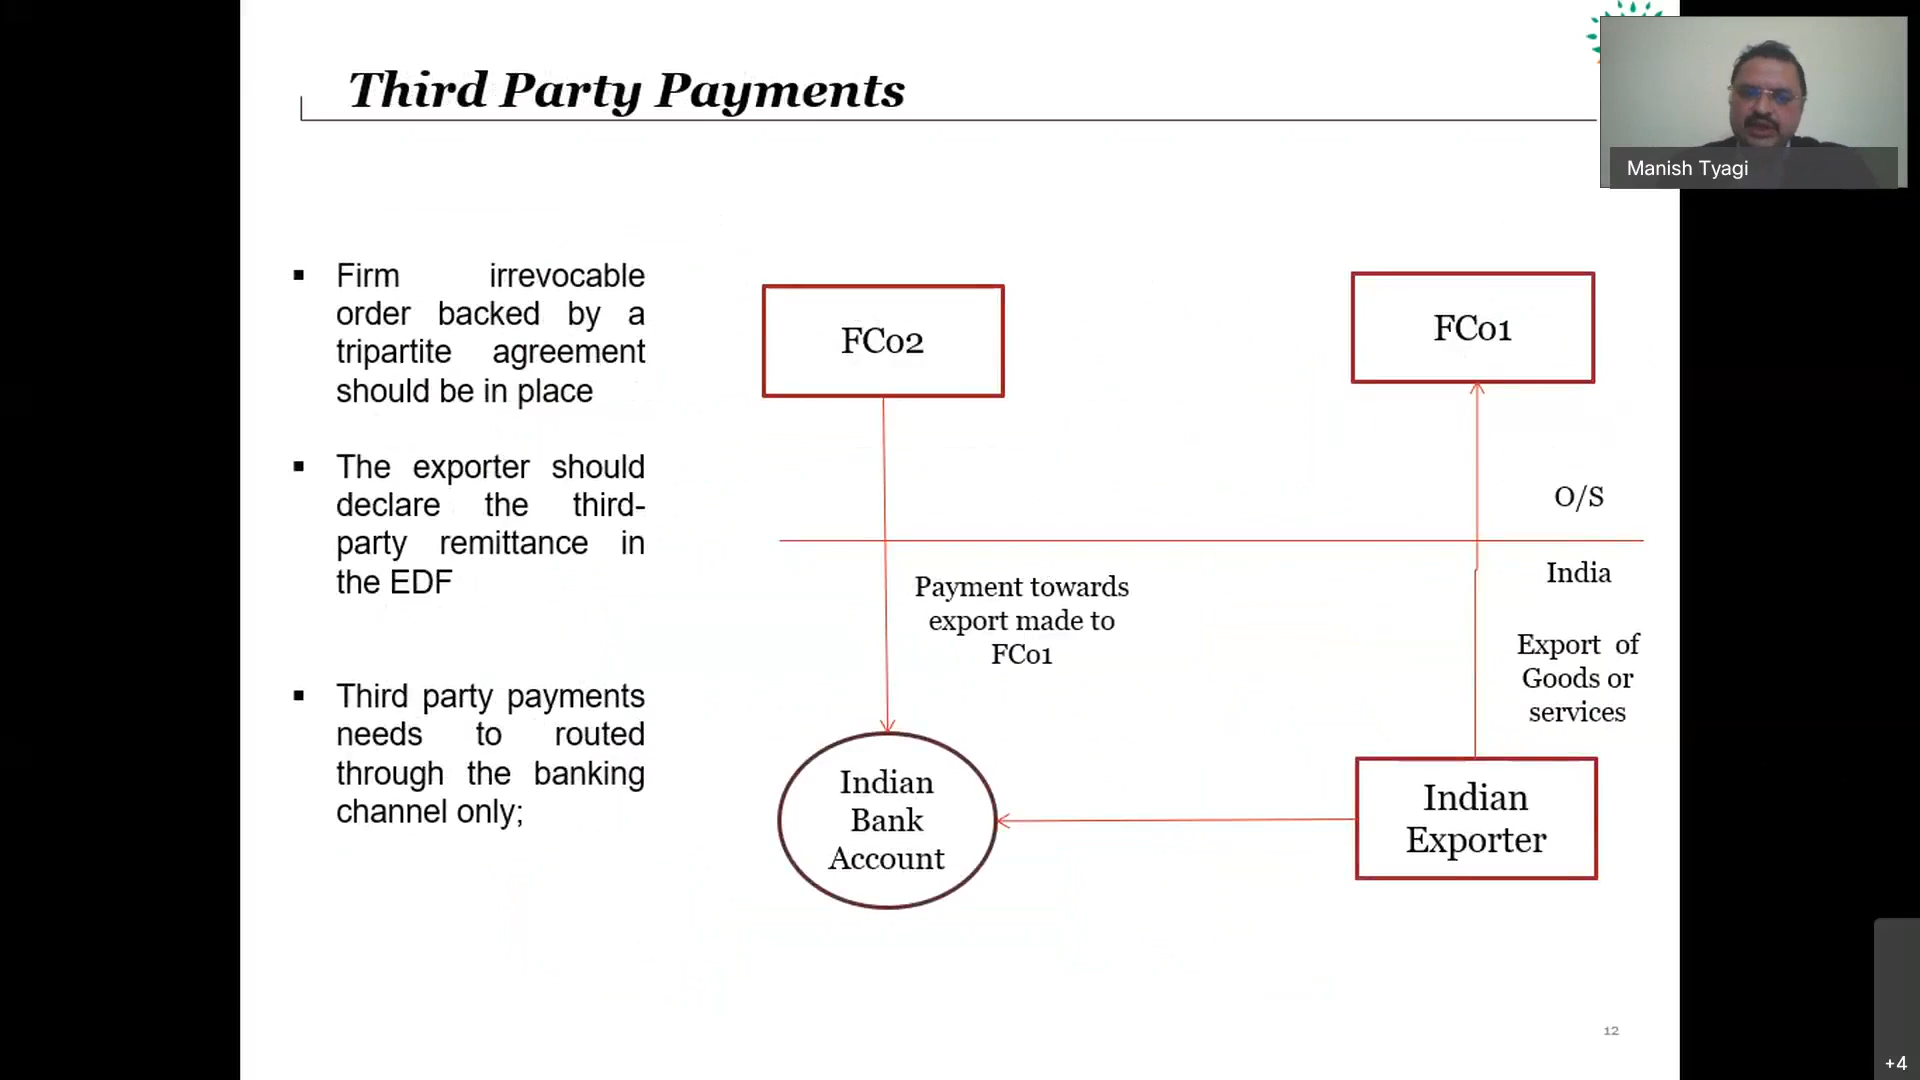 Third Party Payments
Manish Tyagi
▪ Firm irrevocable
order backed by a
tripartite agreement
should be in place
▪ The exporter should
declare the third-
party remittance in
the EDF
▪ Third party payments
needs to routed
through the banking
channel only;
FCo2
FCo1
O/S
India
Payment towards
export made to
FCo1
Export of
Goods or
services
Indian
Bank
Account
Indian
Exporter
12
+4